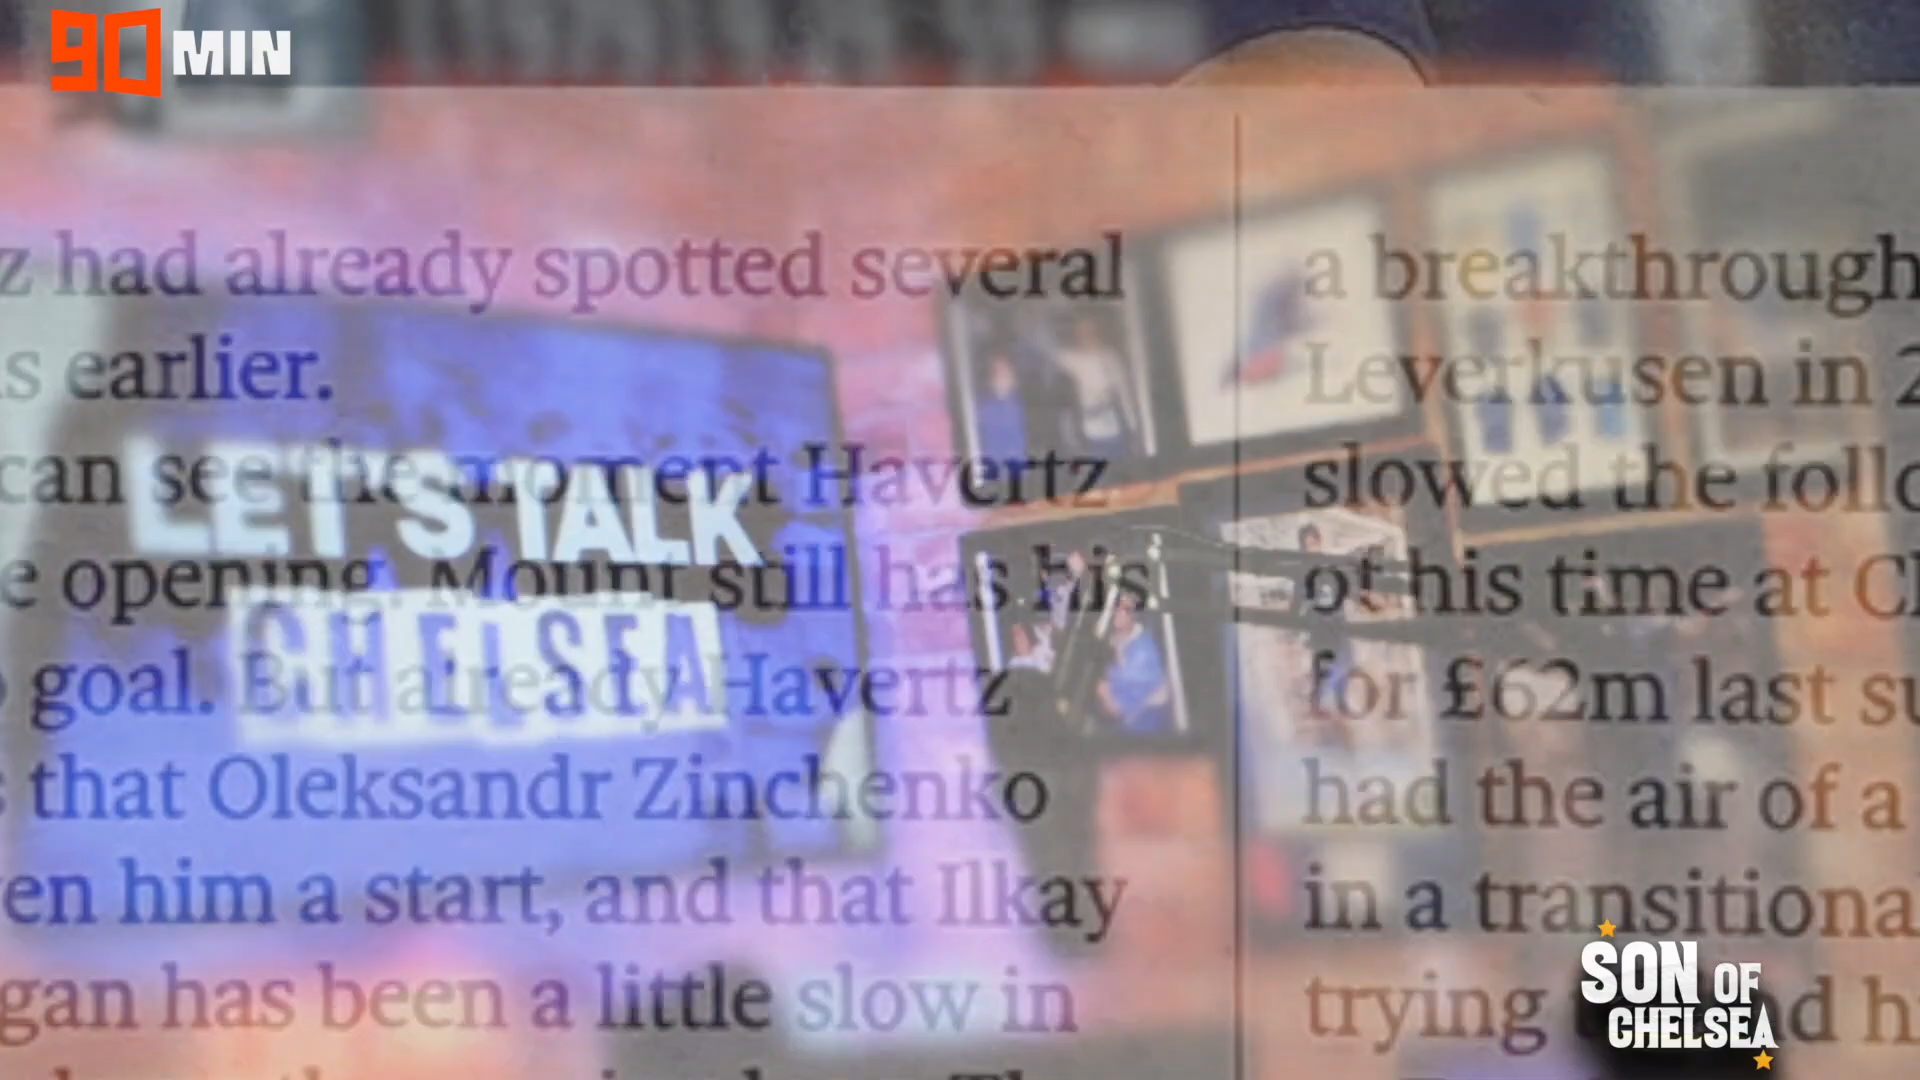 90MIN
z had already spotted several
s earlier.
can see the moment Havertz
e opening. Mount still has his
goal. But already Havertz
that Oleksandr Zinchenko
en him a start, and that Ilkay
gan has been a little slow in
a breakthrough
Leverkusen in 2
slowed the follo
of his time at C
for £62m last su
had the air of a
in a transitiona
trying
LET'S TALK
CHELSEA
SON OF
CHELSEA